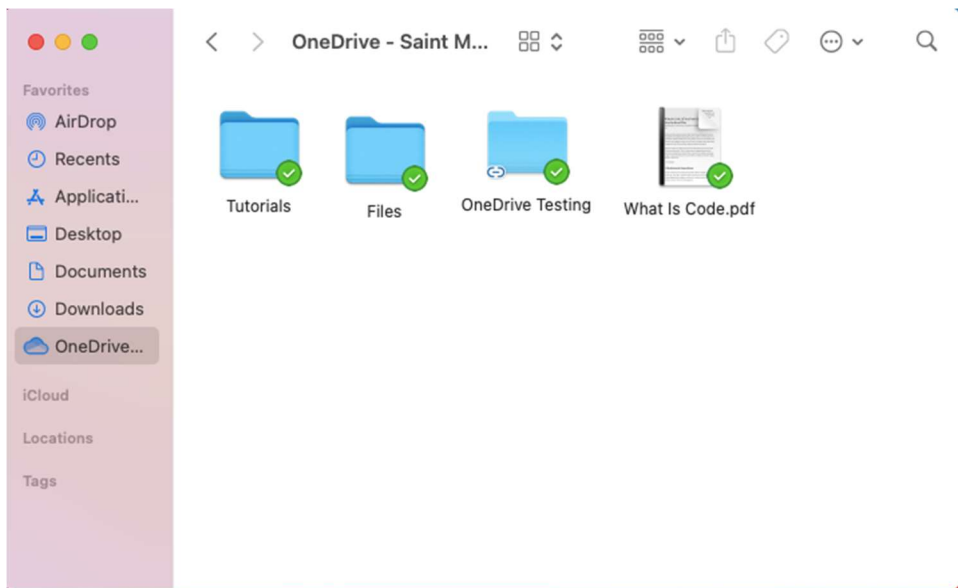 OneDrive - Saint M...
Favorites
AirDrop
Recents
Applicati...
Desktop
Documents
Downloads
OneDrive...
iCloud
Locations
Tags
Tutorials
Files
OneDrive Testing
What Is Code.pdf